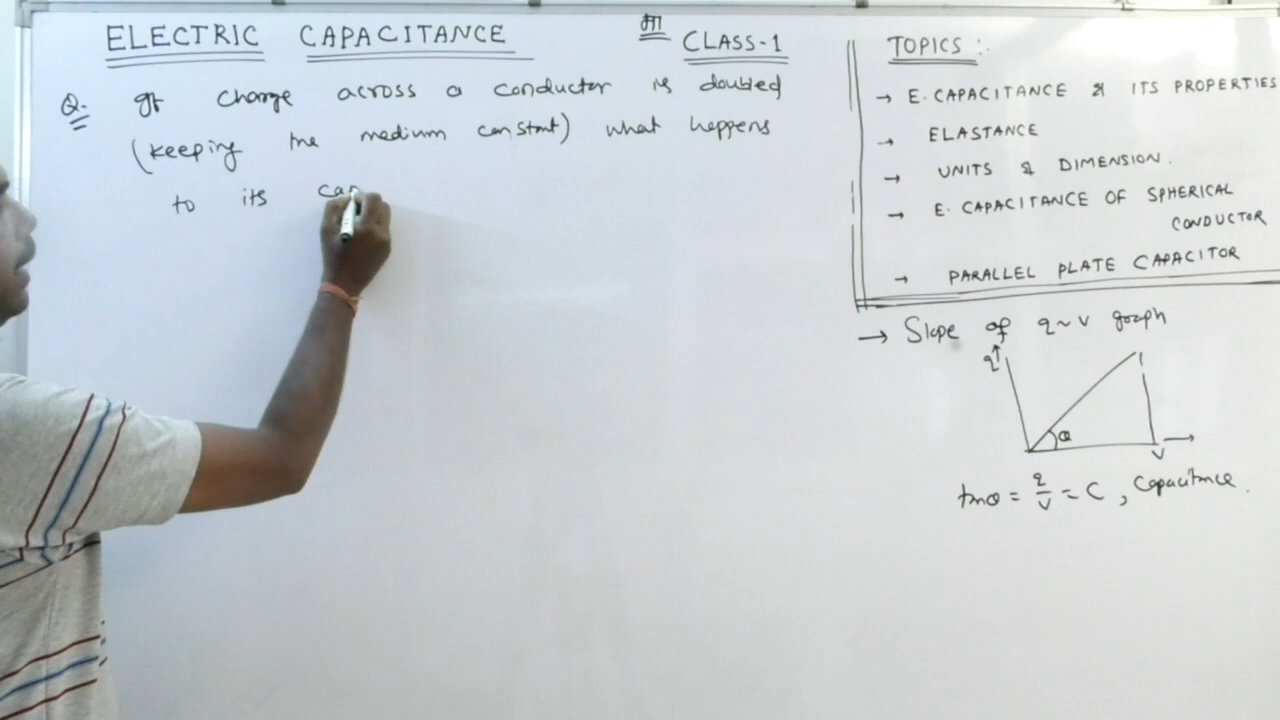 ELECTRIC CAPACITANCE
मा
CLASS-1
Q. If charge across a conductor is doubled
(keeping the medium constant) what happens
to its cap
TOPICS :-
→ E. CAPACITANCE & ITS PROPERTIES
→ ELASTANCE
→ UNITS & DIMENSION.
→ E. CAPACITANCE OF SPHERICAL
CONDUCTOR
→ PARALLEL PLATE CAPACITOR
→ Slope of q~v graph
q↑
θ
v →
tanθ = q/v = C, Capacitance.